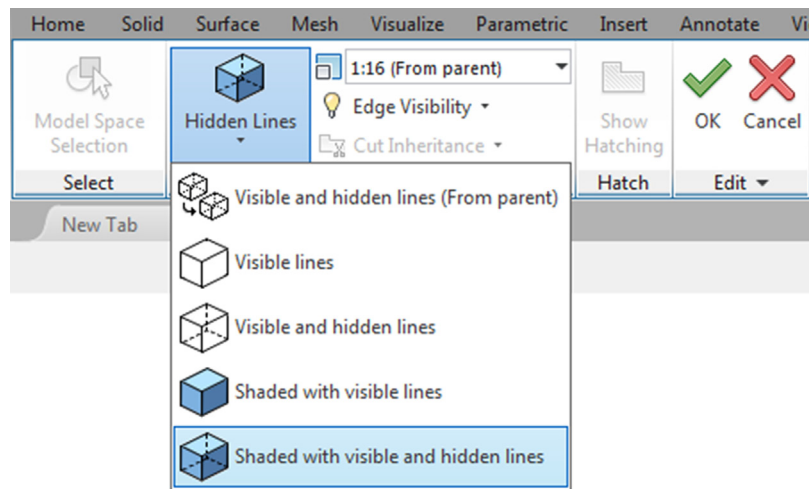 Home Solid Surface Mesh Visualize Parametric Insert Annotate Vi
Model Space
Selection
Select
Hidden Lines
1:16 (From parent)
Edge Visibility
Cut Inheritance
Show
Hatching
Hatch
OK Cancel
Edit
New Tab
Visible and hidden lines (From parent)
Visible lines
Visible and hidden lines
Shaded with visible lines
Shaded with visible and hidden lines